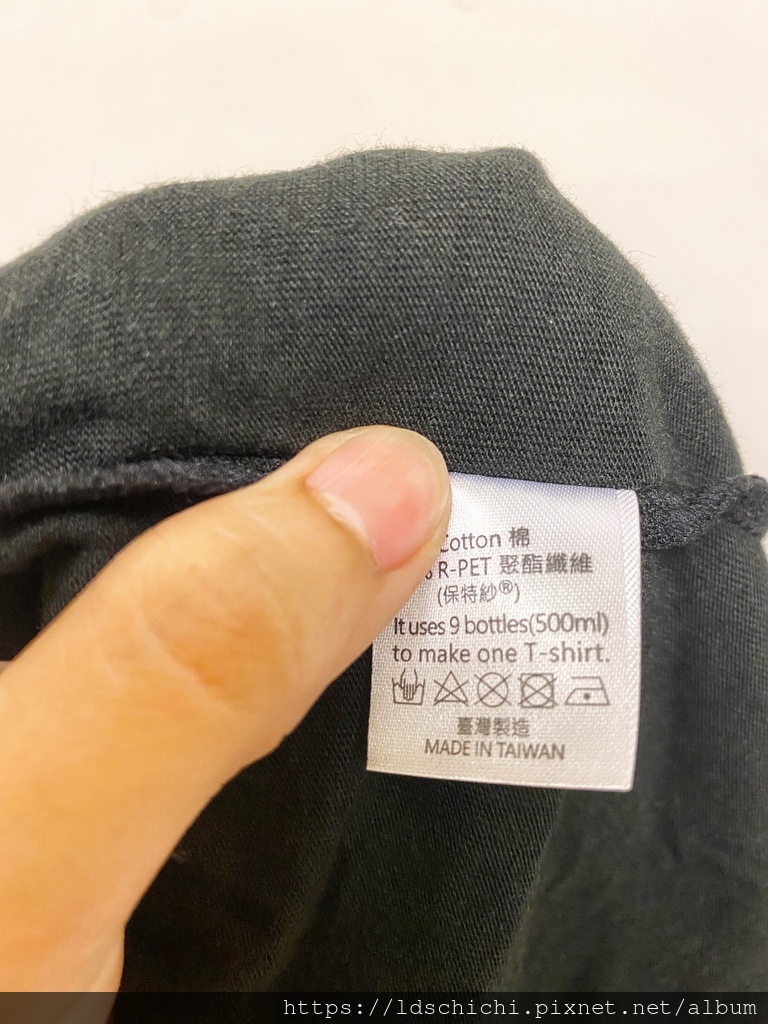 Cotton 棉
% R-PET 聚酯纖維
(保特紗®)
It uses 9 bottles(500ml)
to make one T-shirt.
臺灣製造
MADE IN TAIWAN
https://ldschichi.pixnet.net/album